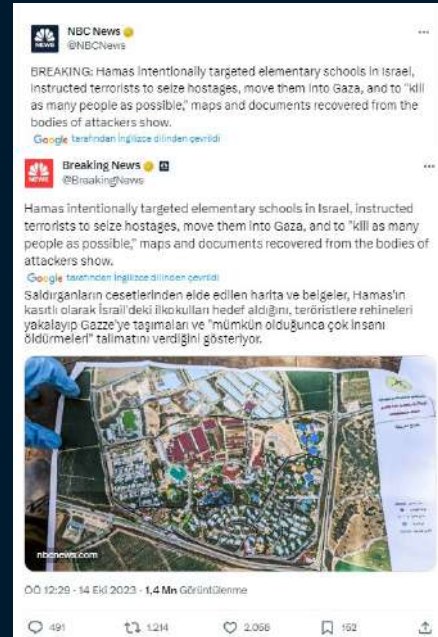 NBC News
NEWS
@NBCNews
BREAKING: Hamas intentionally targeted elementary schools in Israel,
instructed terrorists to seize hostages, move them into Gaza, and to "kill
as many people as possible," maps and documents recovered from the
bodies of attackers show.
Google tarafından İngilizce dilinden çevrildi
Breaking News
NEWS
@BreakingNews
Hamas intentionally targeted elementary schools in Israel, instructed
terrorists to seize hostages, move them into Gaza, and to "kill as many
people as possible," maps and documents recovered from the bodies of
attackers show.
Google tarafından İngilizce dilinden çevrildi
Saldırganların cesetlerinden elde edilen harita ve belgeler, Hamas'ın
kasıtlı olarak İsrail'deki ilkokulları hedef aldığını, teröristlere rehineleri
yakalayıp Gazze'ye taşımaları ve "mümkün olduğunca çok insanı
öldürmeleri" talimatını verdiğini gösteriyor.
nbcnews.com
ÖÖ 12:29 · 14 Eki 2023 · 1,4 Mn Görüntülenme
491
1.214
2.058
152